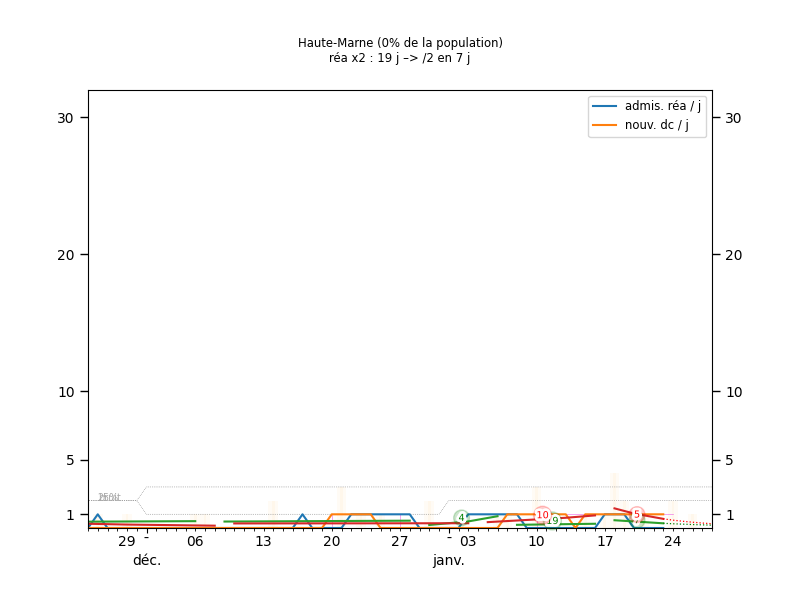 Haute-Marne (0% de la population)
réa x2 : 19 j –> /2 en 7 j
admis. réa / j
nouv. dc / j
30 30
20 20
10 10
5 5
1 1
4 10 9 5
29 06 13 20 27 03 10 17 24
déc. janv.